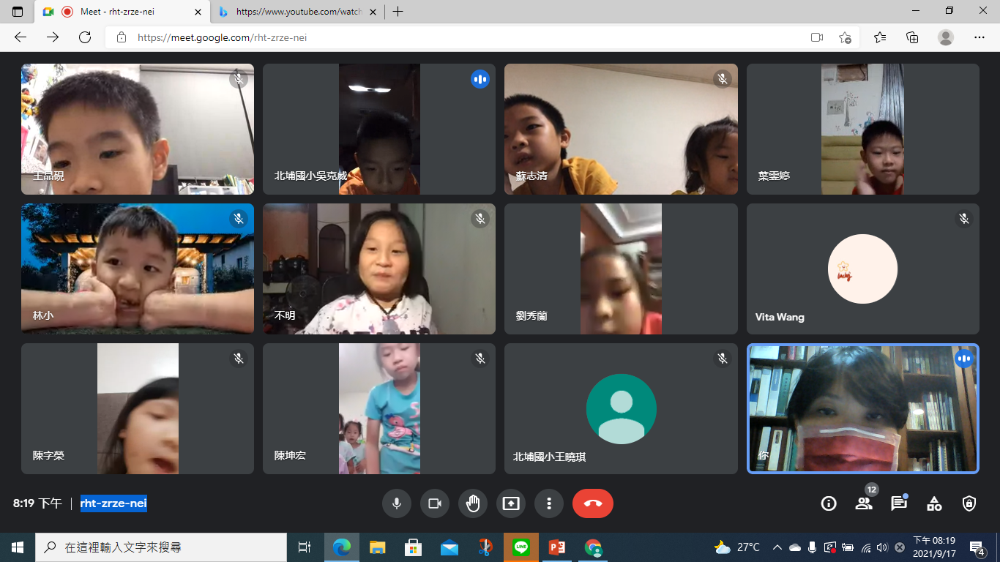 Meet - rht-zrze-nei
https://www.youtube.com/watch
https://meet.google.com/rht-zrze-nei
王品硯
北埔國小吳克威
蘇志清
葉雯婷
林小
不明
劉秀蘭
lucky
Vita Wang
陳字榮
陳坤宏
北埔國小王曉琪
你
8:19 下午
rht-zrze-nei
12
在這裡輸入文字來搜尋
LINE
27°C
下午 08:19
2021/9/17
4